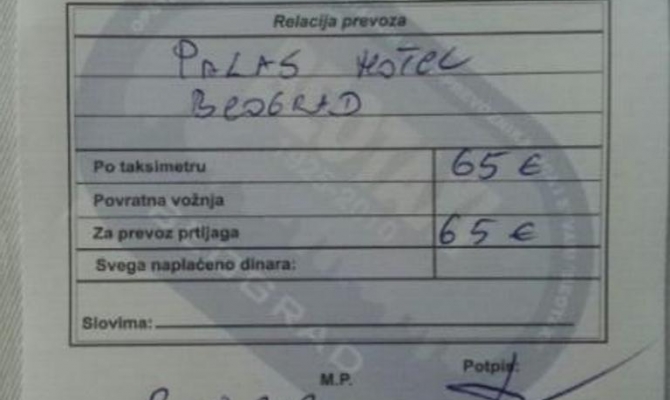 Relacija prevoza
PALAS HOTEL
BEOGRAD
Po taksimetru 65 €
Povratna vožnja
Za prevoz prtljaga 65 €
Svega naplaćeno dinara:
Slovima:
M.P. Potpis:
BEOGRAD